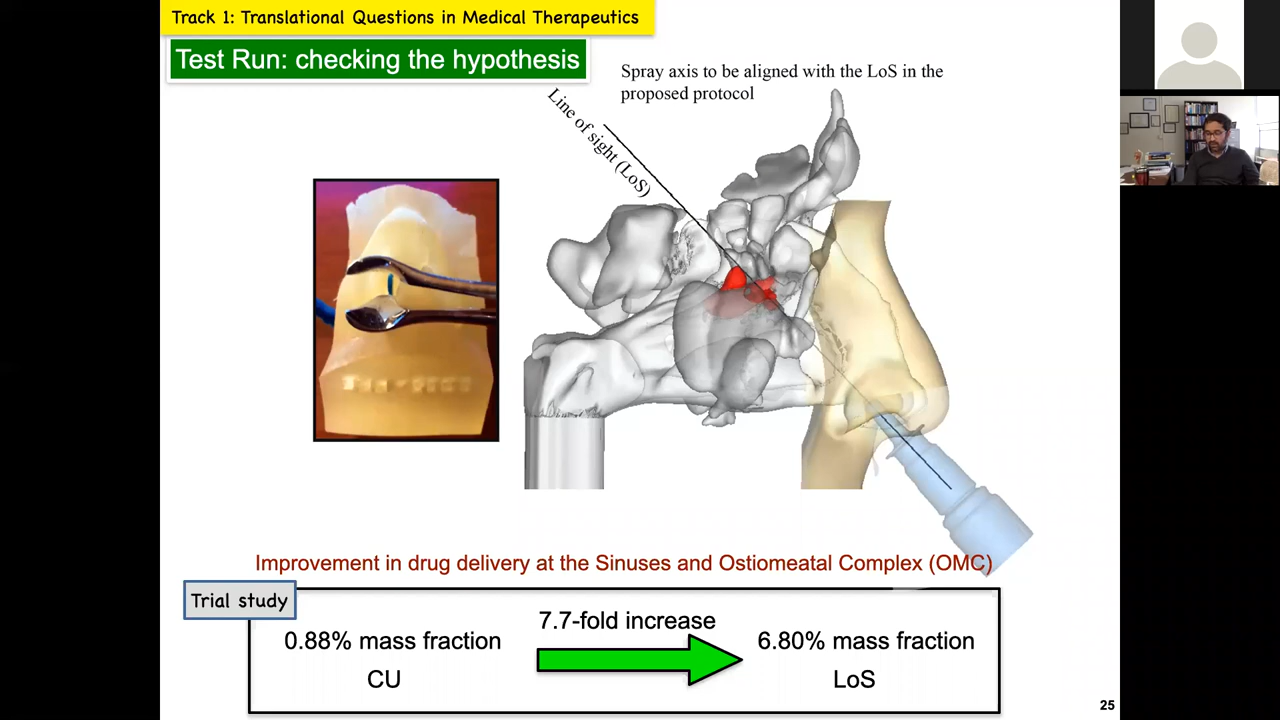 Track 1: Translational Questions in Medical Therapeutics
Test Run: checking the hypothesis
Spray axis to be aligned with the LoS in the
proposed protocol
Line of sight (LoS)
Improvement in drug delivery at the Sinuses and Ostiomeatal Complex (OMC)
Trial study
0.88% mass fraction
CU
7.7-fold increase
6.80% mass fraction
LoS
25